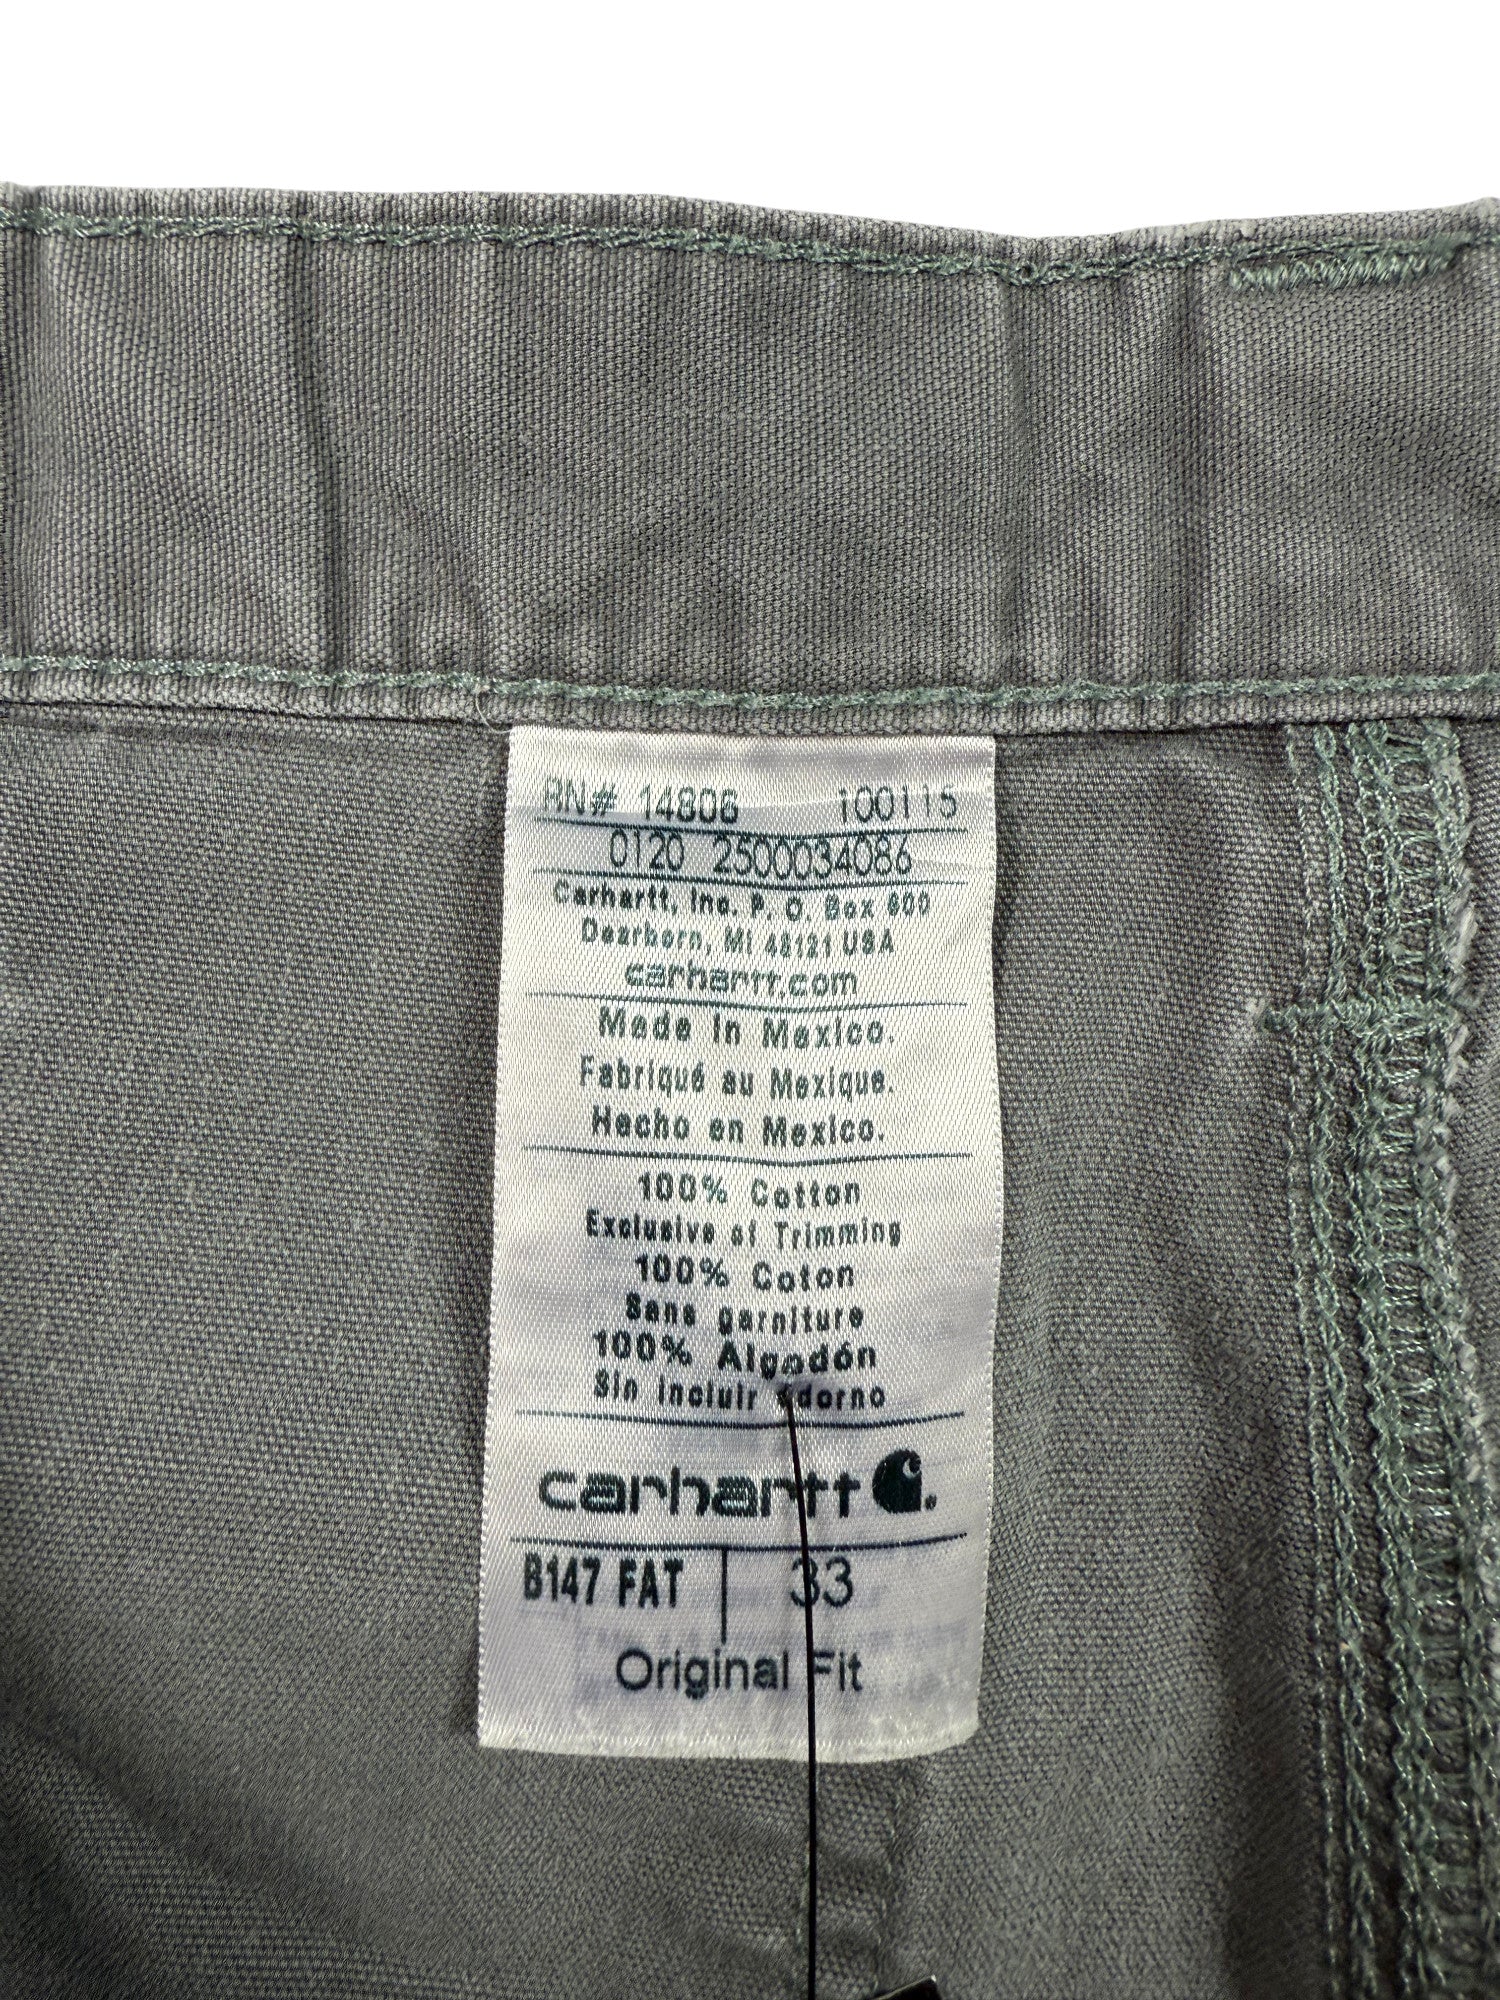 RN# 14806 100115
0120 2500034086
Carhartt, Inc. P. O. Box 600
Dearborn, MI 48121 USA
carhartt.com
Made in Mexico.
Fabriqué au Mexique.
Hecho en Mexico.
100% Cotton
Exclusive of Trimming
100% Coton
Sans garniture
100% Algodón
Sin incluir adorno
carhartt
B147 FAT 33
Original Fit